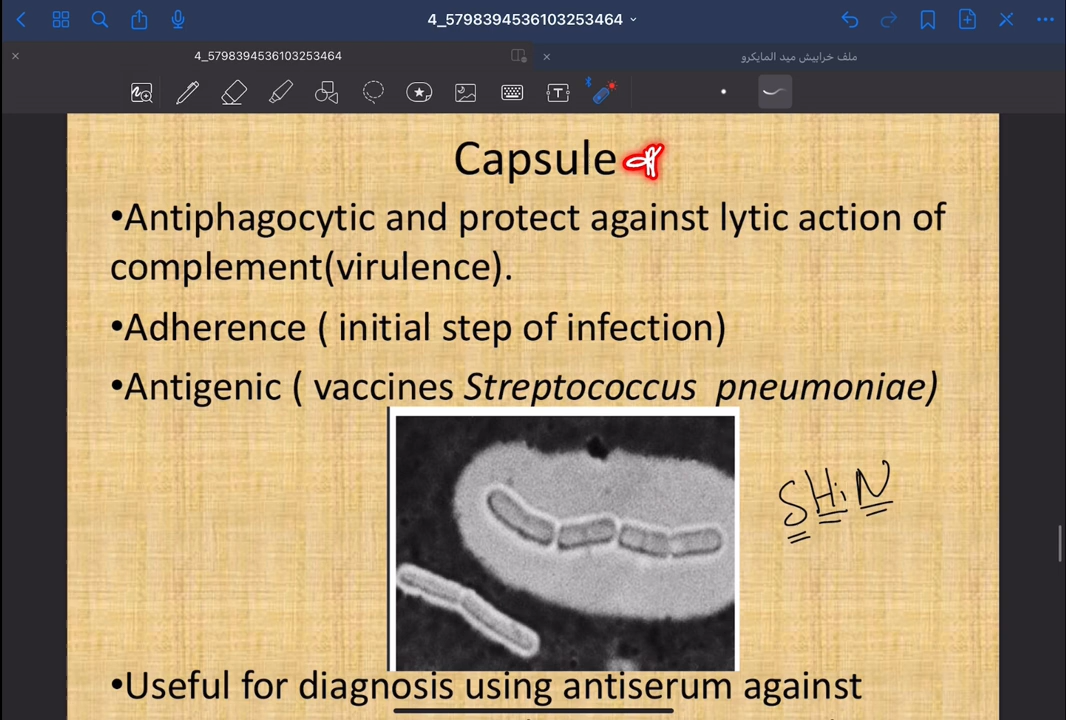 4_5798394536103253464
4_5798394536103253464
ملف خرابيش ميد المايكرو
Capsule
•Antiphagocytic and protect against lytic action of
complement(virulence).
•Adherence ( initial step of infection)
•Antigenic ( vaccines Streptococcus pneumoniae)
SHiN
•Useful for diagnosis using antiserum against